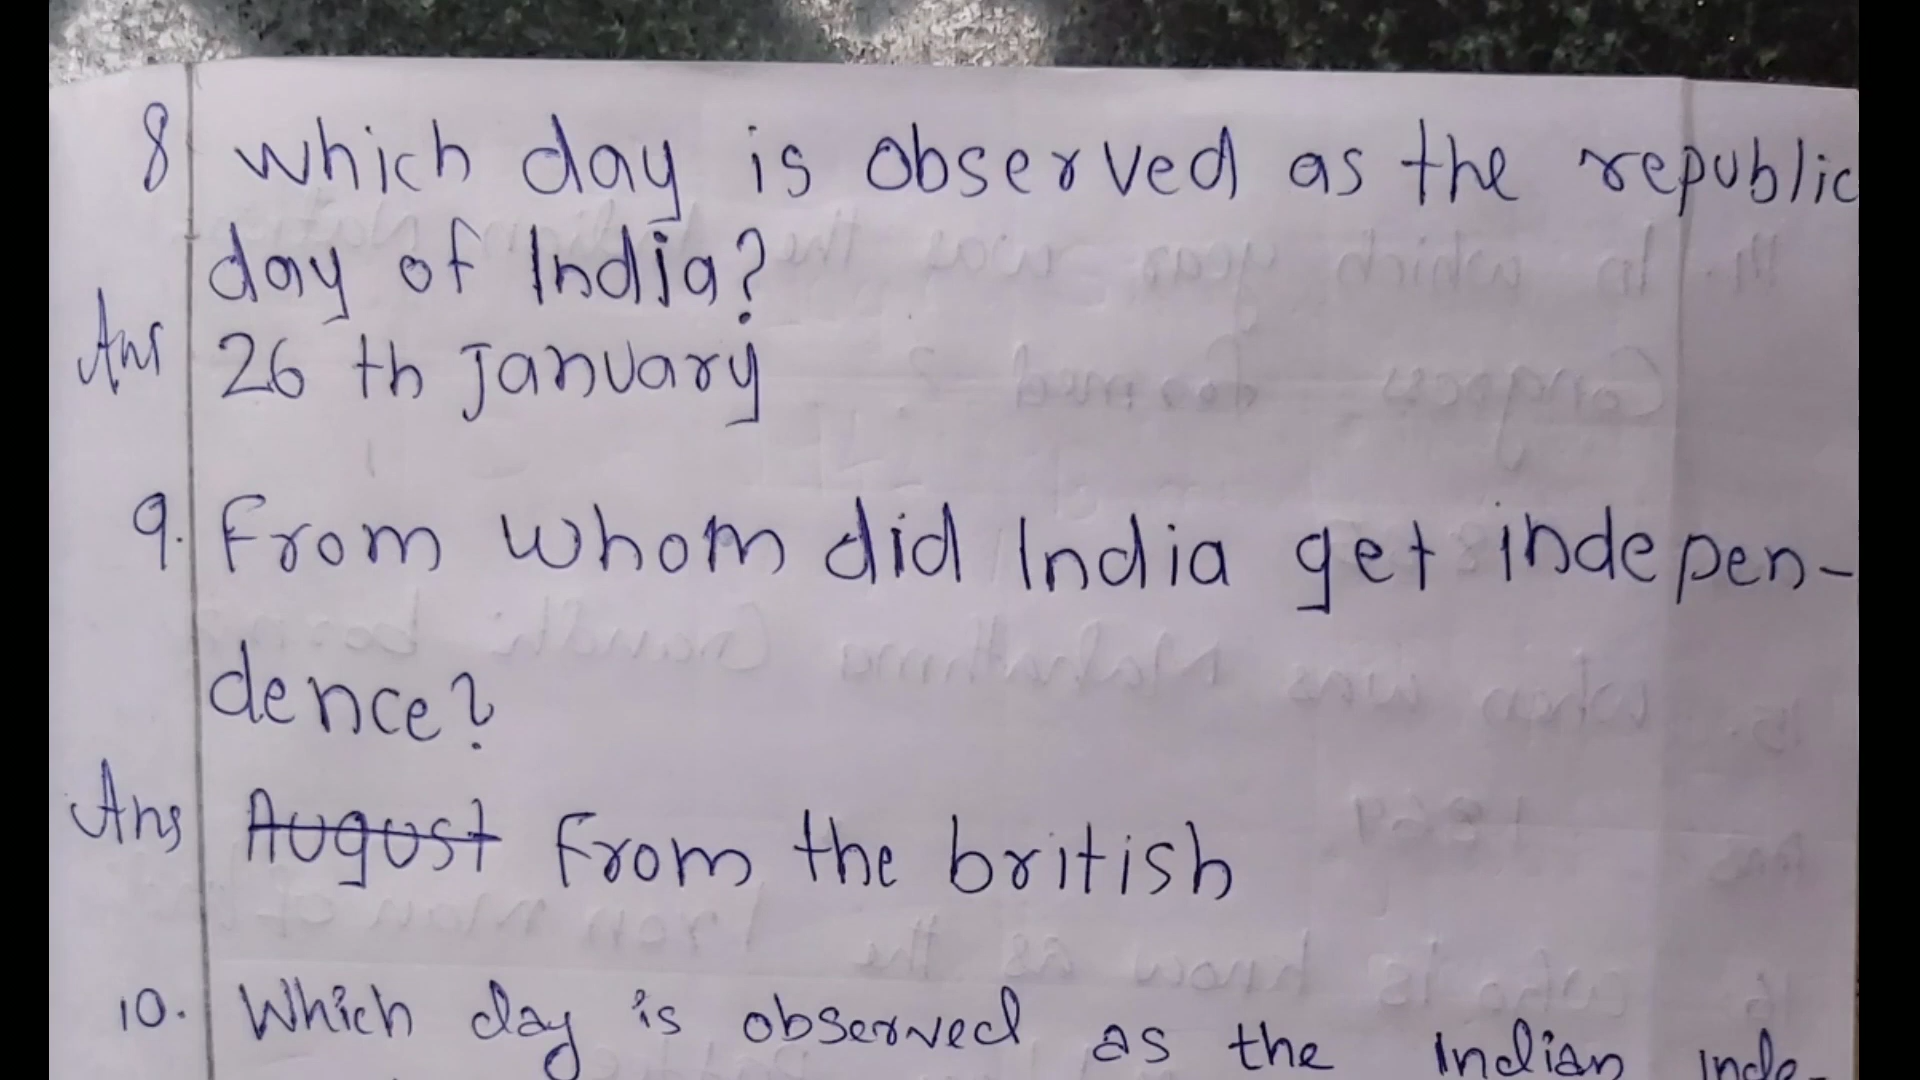 8 which day is observed as the republic
day of India?
Ans 26 th January
9. From whom did India get indepen-
dence?
Ans August From the british
10. Which day is observed as the Indian inde-